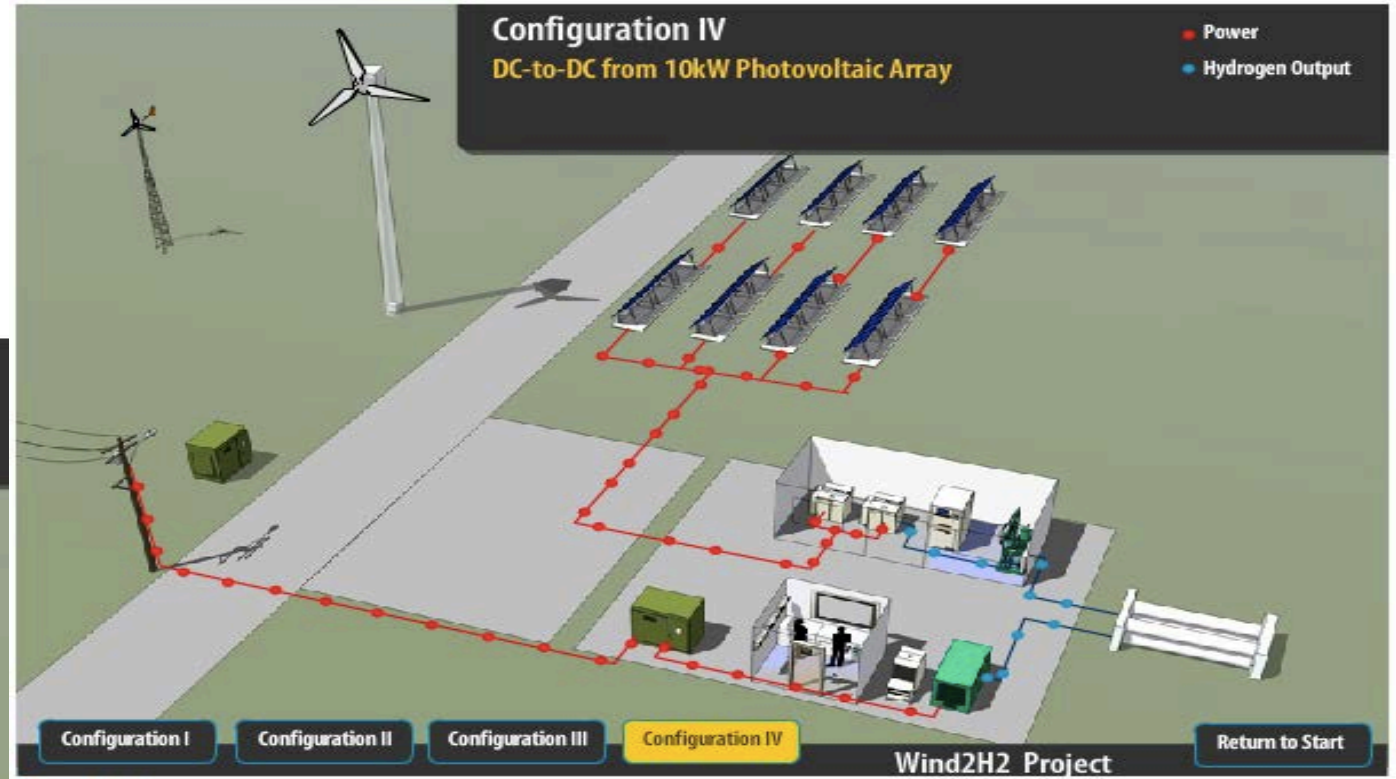 Configuration IV
DC-to-DC from 10kW Photovoltaic Array
Power
Hydrogen Output
Configuration I
Configuration II
Configuration III
Configuration IV
Wind2H2 Project
Return to Start